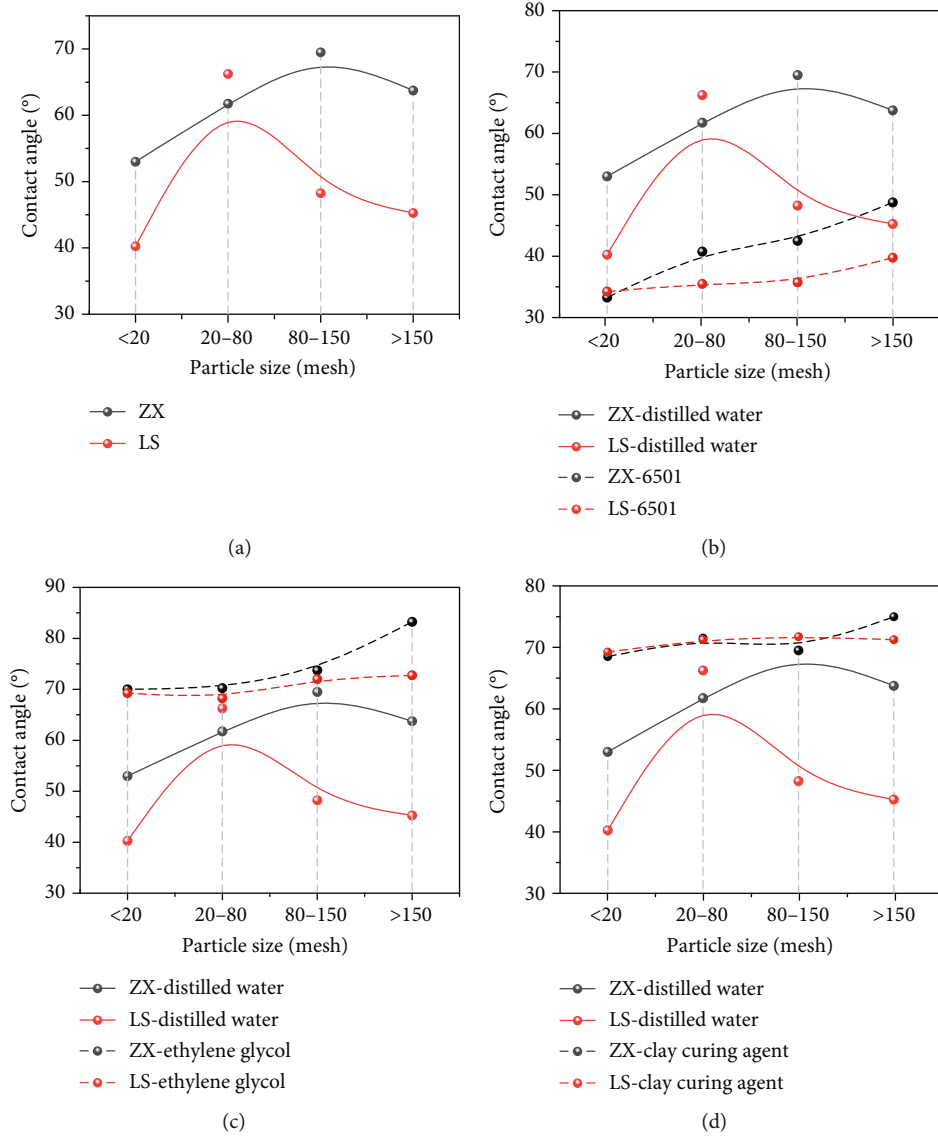 70
60
50
40
30
Contact angle (°)
<20
20–80
80–150
>150
Particle size (mesh)
ZX
LS
(a)
80
70
60
50
40
30
Contact angle (°)
<20
20–80
80–150
>150
Particle size (mesh)
ZX-distilled water
LS-distilled water
ZX-6501
LS-6501
(b)
90
80
70
60
50
40
30
Contact angle (°)
<20
20–80
80–150
>150
Particle size (mesh)
ZX-distilled water
LS-distilled water
ZX-ethylene glycol
LS-ethylene glycol
(c)
80
70
60
50
40
30
Contact angle (°)
<20
20–80
80–150
>150
Particle size (mesh)
ZX-distilled water
LS-distilled water
ZX-clay curing agent
LS-clay curing agent
(d)